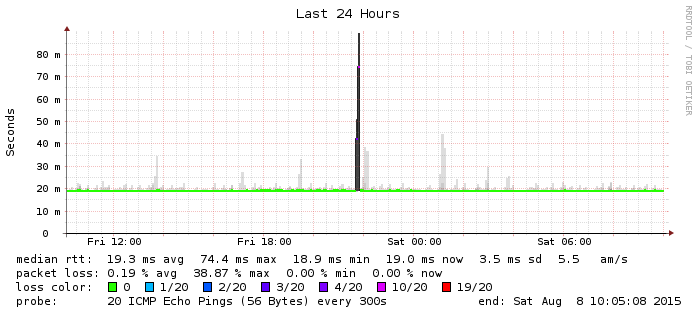 Last 24 Hours
RRDTOOL / TOBI OETIKER
Seconds
80 m
70 m
60 m
50 m
40 m
30 m
20 m
10 m
0
Fri 12:00 Fri 18:00 Sat 00:00 Sat 06:00
median rtt: 19.3 ms avg 74.4 ms max 18.9 ms min 19.0 ms now 3.5 ms sd 5.5 am/s
packet loss: 0.19 % avg 38.87 % max 0.00 % min 0.00 % now
loss color: 0 1/20 2/20 3/20 4/20 10/20 19/20
probe: 20 ICMP Echo Pings (56 Bytes) every 300s end: Sat Aug 8 10:05:08 2015